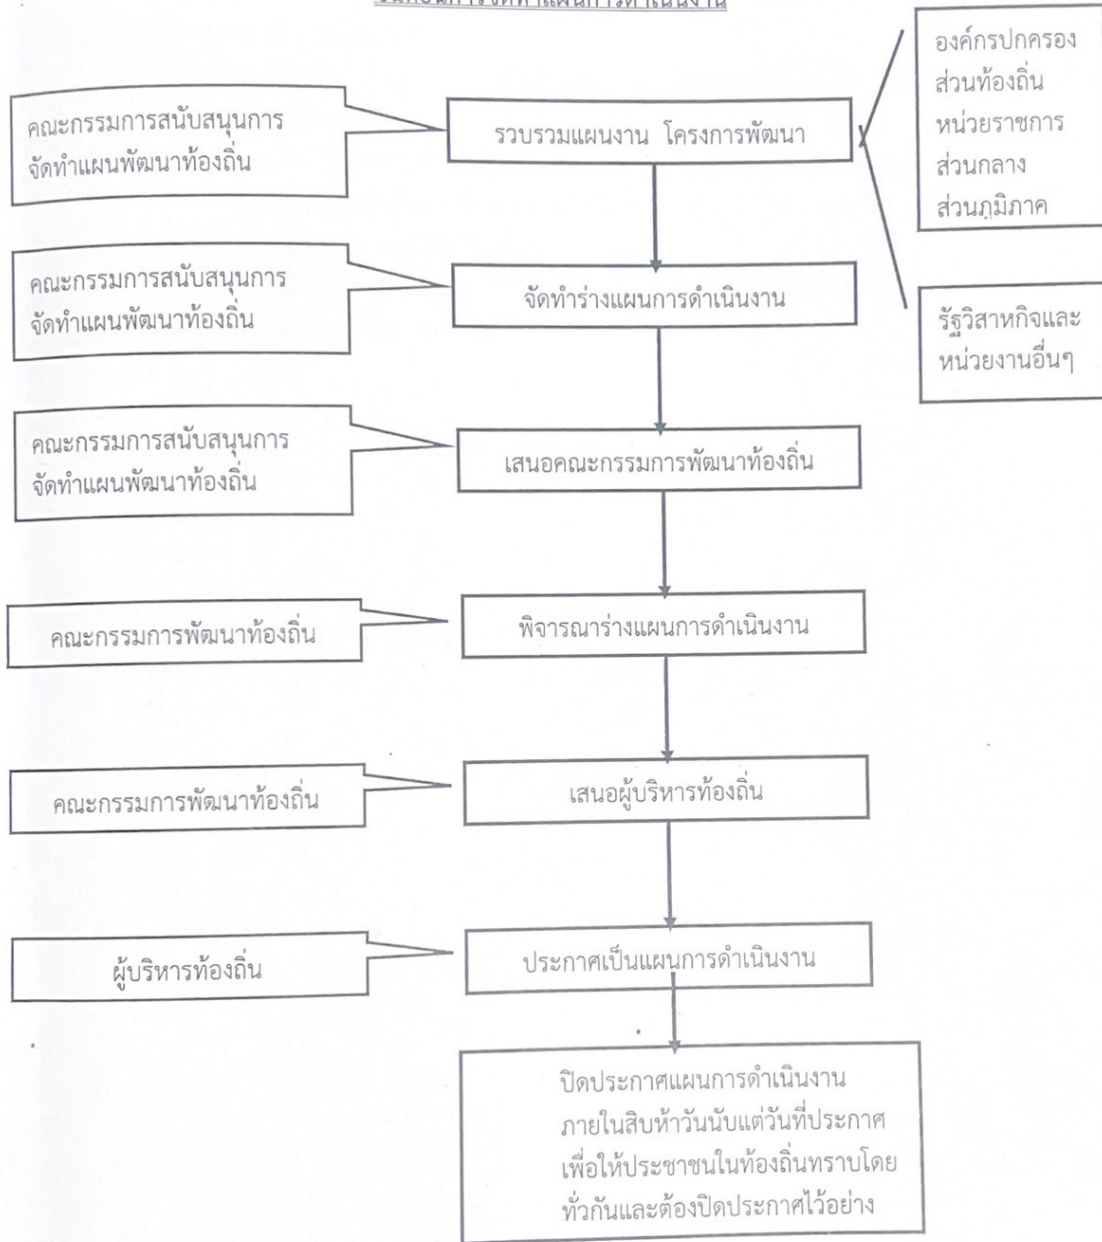 องค์กรปกครอง
ส่วนท้องถิ่น
หน่วยราชการ
ส่วนกลาง
ส่วนภูมิภาค
คณะกรรมการสนับสนุนการ
จัดทำแผนพัฒนาท้องถิ่น
รวบรวมแผนงาน โครงการพัฒนา
คณะกรรมการสนับสนุนการ
จัดทำแผนพัฒนาท้องถิ่น
จัดทำร่างแผนการดำเนินงาน
รัฐวิสาหกิจและ
หน่วยงานอื่นๆ
คณะกรรมการสนับสนุนการ
จัดทำแผนพัฒนาท้องถิ่น
เสนอคณะกรรมการพัฒนาท้องถิ่น
คณะกรรมการพัฒนาท้องถิ่น
พิจารณาร่างแผนการดำเนินงาน
คณะกรรมการพัฒนาท้องถิ่น
เสนอผู้บริหารท้องถิ่น
ผู้บริหารท้องถิ่น
ประกาศเป็นแผนการดำเนินงาน
ปิดประกาศแผนการดำเนินงาน
ภายในสิบห้าวันนับแต่วันที่ประกาศ
เพื่อให้ประชาชนในท้องถิ่นทราบโดย
ทั่วกันและต้องปิดประกาศไว้อย่าง